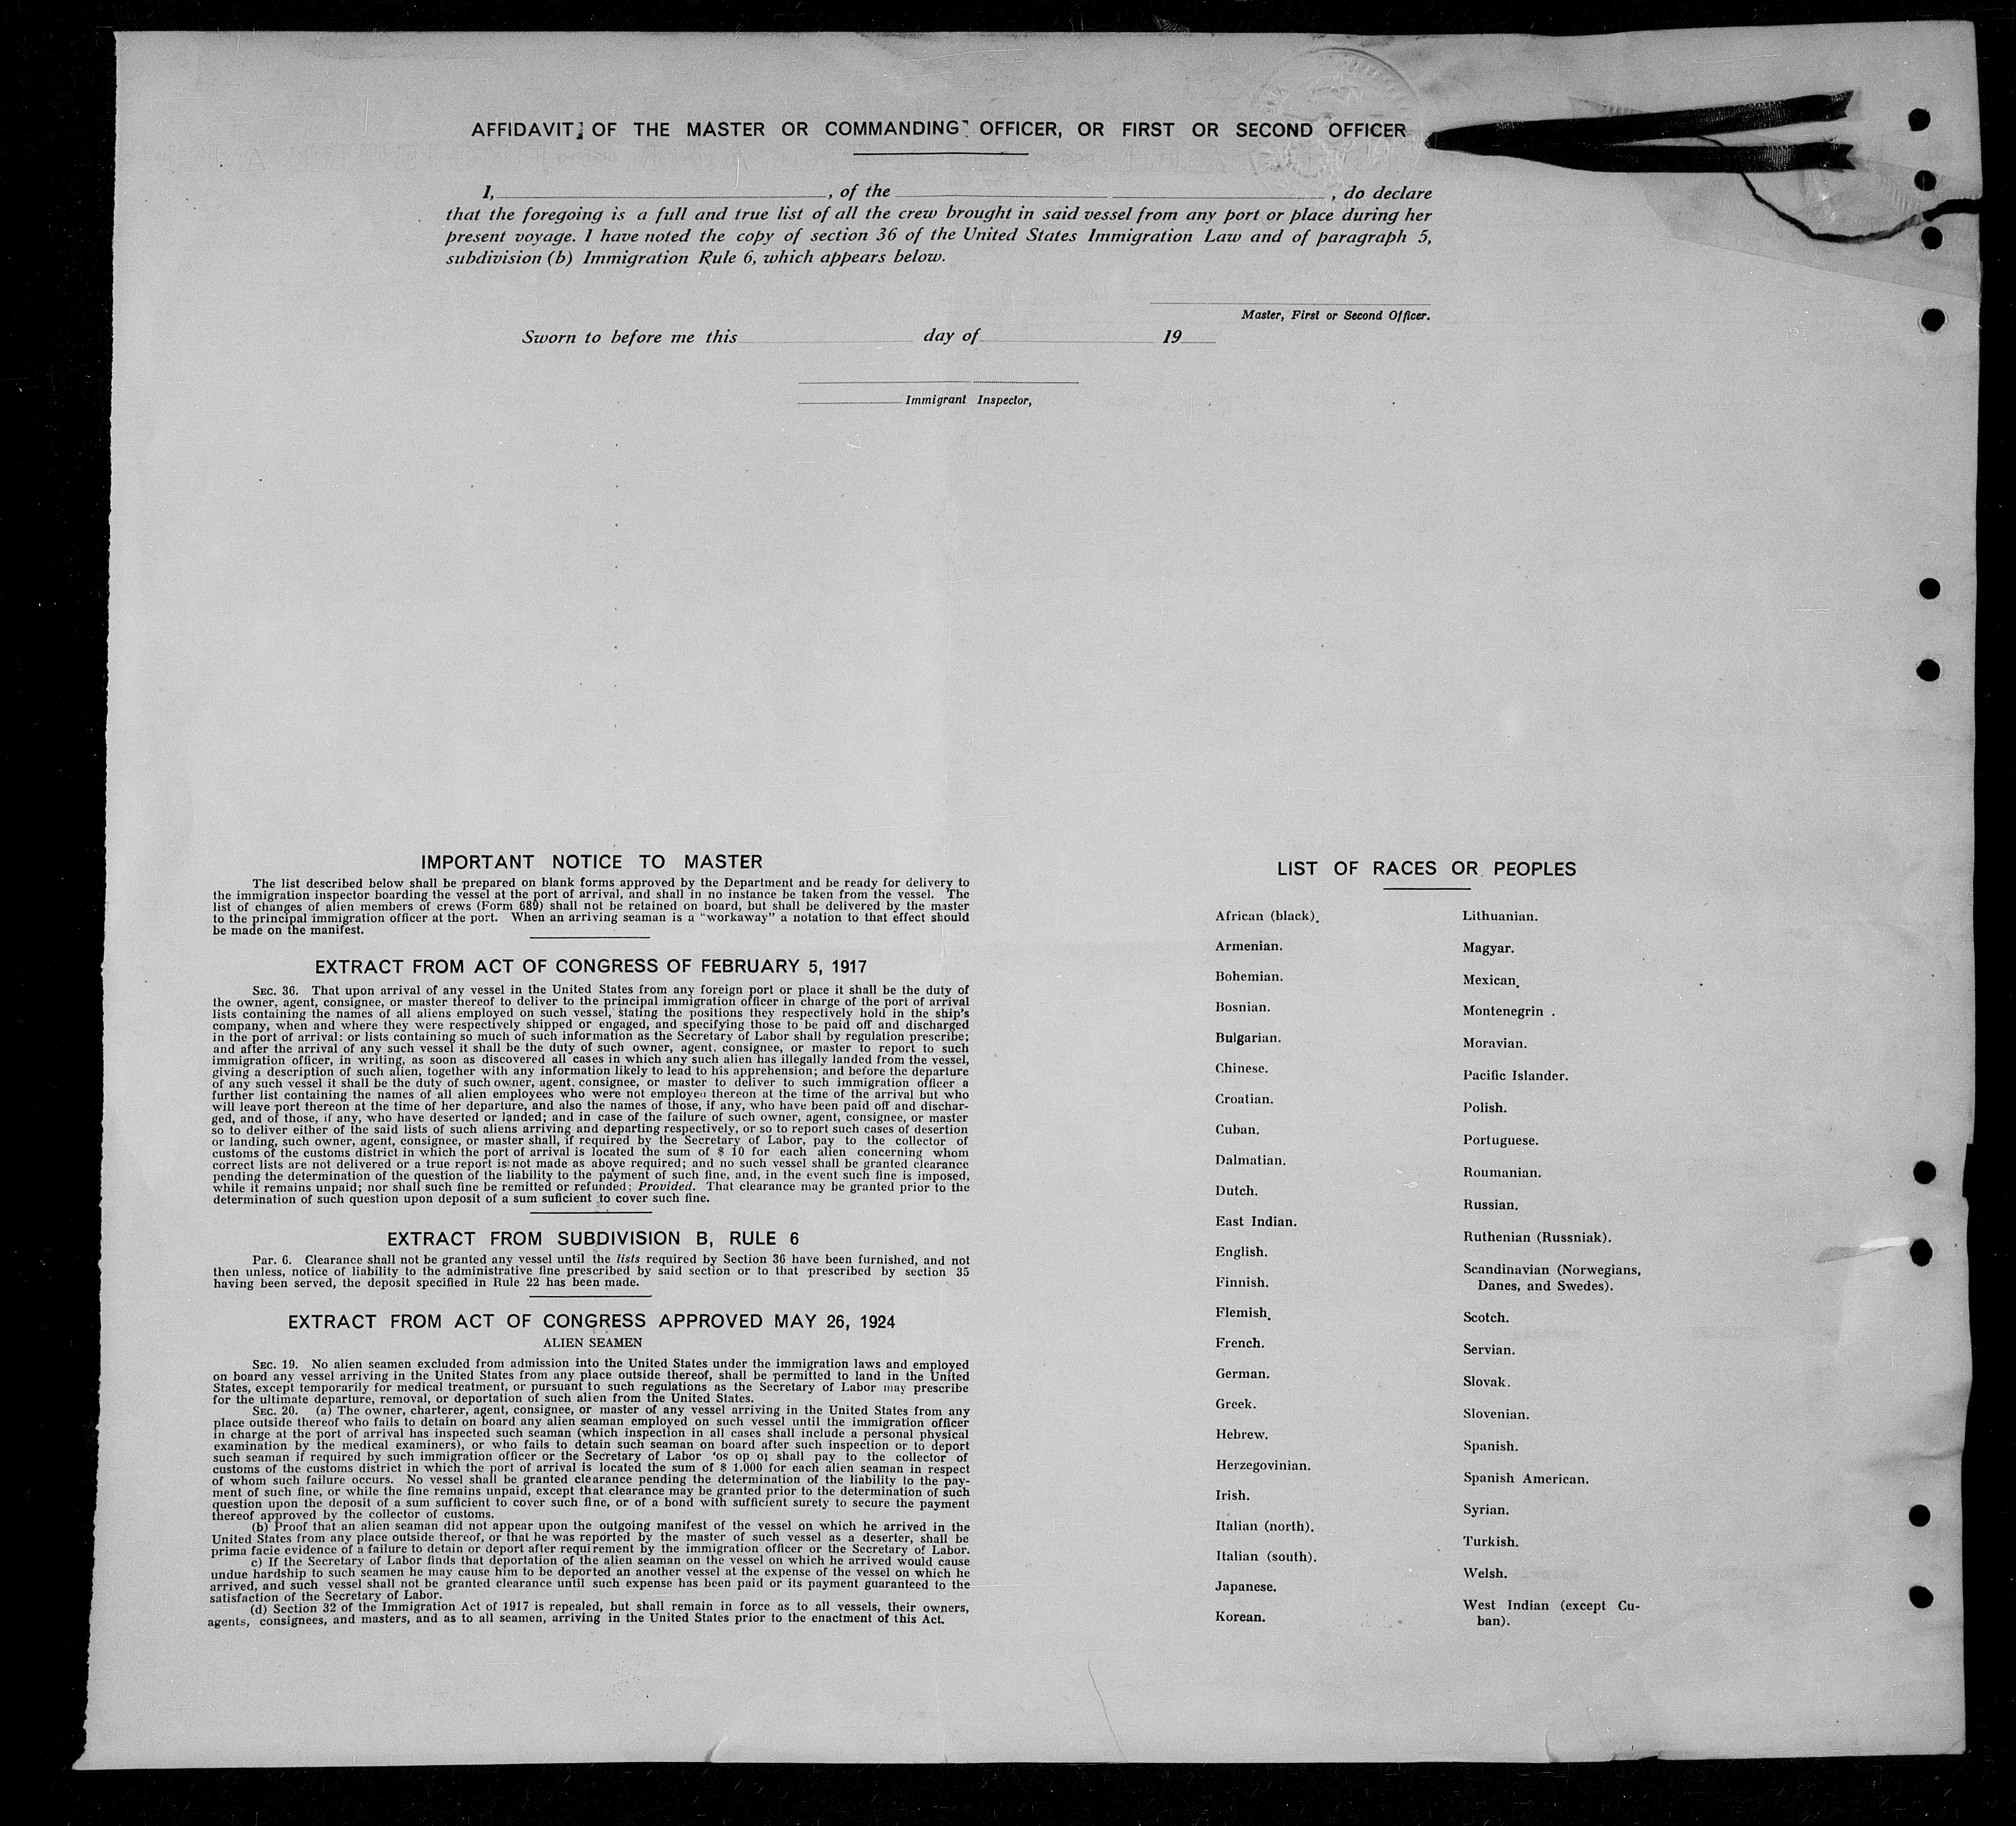 AFFIDAVIT, OF THE MASTER OR COMMANDING OFFICER, OR FIRST OR SECOND OFFICER
I, , of the , do declare
that the foregoing is a full and true list of all the crew brought in said vessel from any port or place during her
present voyage. I have noted the copy of section 36 of the United States Immigration Law and of paragraph 5,
subdivision (b) Immigration Rule 6, which appears below.
Master, First or Second Officer.
Sworn to before me this day of 19
Immigrant Inspector,
IMPORTANT NOTICE TO MASTER
The list described below shall be prepared on blank forms approved by the Department and be ready for delivery to
the immigration inspector boarding the vessel at the port of arrival, and shall in no instance be taken from the vessel. The
list of changes of alien members of crews (Form 689) shall not be retained on board, but shall be delivered by the master
to the principal immigration officer at the port. When an arriving seaman is a "workaway" a notation to that effect should
be made on the manifest.
EXTRACT FROM ACT OF CONGRESS OF FEBRUARY 5, 1917
SEC. 36. That upon arrival of any vessel in the United States from any foreign port or place it shall be the duty of
the owner, agent, consignee, or master thereof to deliver to the principal immigration officer in charge of the port of arrival
lists containing the names of all aliens employed on such vessel, stating the positions they respectively hold in the ship's
company, when and where they were respectively shipped or engaged, and specifying those to be paid off and discharged
in the port of arrival: or lists containing so much of such information as the Secretary of Labor shall by regulation prescribe;
and after the arrival of any such vessel it shall be the duty of such owner, agent. consignee, or master to report to such
immigration officer, in writing, as soon as discovered all cases in which any such alien has illegally landed from the vessel,
giving a description of such alien, together with any information likely to lead to his apprehension; and before the departure
of any such vessel it shall be the duty of such owner, agent. consignee, or master to deliver to such immigration officer a
further list containing the names of all alien employees who were not employed thereon at the time of the arrival but who
will leave port thereon at the time of her departure, and also the names of those, if any, who have been paid off and dischar-
ged, and of those, if any, who have deserted or landed; and in case of the failure of such owner, agent, consignee, or master
so to deliver either of the said lists of such aliens arriving and departing respectively, or so to report such cases of desertion
or landing, such owner, agent, consignee, or master shall, if required by the Secretary of Labor, pay to the collector of
customs of the customs district in which the port of arrival is located the sum of $ 10 for each alien concerning whom
correct lists are not delivered or a true report is not made as above required; and no such vessel shall be granted clearance
pending the determination of the question of the liability to the payment of such fine, and, in the event such fine is imposed,
while it remains unpaid; nor shall such fine be remitted or refunded; Provided. That clearance may be granted prior to the
determination of such question upon deposit of a sum suficient to cover such fine.
EXTRACT FROM SUBDIVISION B, RULE 6
Par. 6. Clearance shall not be granted any vessel until the lists required by Section 36 have been furnished, and not
then unless, notice of liability to the administrative fine prescribed by said section or to that prescribed by section 35
having been served, the deposit specified in Rule 22 has been made.
EXTRACT FROM ACT OF CONGRESS APPROVED MAY 26, 1924
ALIEN SEAMEN
SEC. 19. No alien seamen excluded from admission into the United States under the immigration laws and employed
on board any vessel arriving in the United States from any place outside thereof, shall be permitted to land in the United
States, except temporarily for medical treatment, or pursuant to such regulations as the Secretary of Labor may prescribe
for the ultimate departure, removal, or deportation of such alien from the United States.
SEC. 20. (a) The owner, charterer, agent, consignee, or master of any vessel arriving in the United States from any
place outside thereof who fails to detain on board any alien seaman employed on such vessel until the immigration officer
in charge at the port of arrival has inspected such seaman (which inspection in all cases shall include a personal physical
examination by the medical examiners), or who fails to detain such seaman on board after such inspection or to deport
such seaman if required by such immigration officer or the Secretary of Labor 'os op oʇ shall pay to the collector of
customs of the customs district in which the port of arrival is located the sum of $ 1.000 for each alien seaman in respect
of whom such failure occurs. No vessel shall be granted clearance pending the determination of the liability to the pay-
ment of such fine, or while the fine remains unpaid, except that clearance may be granted prior to the determination of such
question upon the deposit of a sum sufficient to cover such fine, or of a bond with sufficient surety to secure the payment
thereof approved by the collector of customs.
(b) Proof that an alien seaman did not appear upon the outgoing manifest of the vessel on which he arrived in the
United States from any place outside thereof, or that he was reported by the master of such vessel as a deserter, shall be
prima facie evidence of a failure to detain or deport after requirement by the immigration officer or the Secretary of Labor.
c) If the Secretary of Labor finds that deportation of the alien seaman on the vessel on which he arrived would cause
undue hardship to such seamen he may cause him to be deported an another vessel at the expense of the vessel on which he
arrived, and such vessel shall not be granted clearance until such expense has been paid or its payment guaranteed to the
satisfaction of the Secretary of Labor.
(d) Section 32 of the Immigration Act of 1917 is repealed, but shall remain in force as to all vessels, their owners,
agents, consignees, and masters, and as to all seamen, arriving in the United States prior to the enactment of this Act.
LIST OF RACES OR PEOPLES
African (black).
Armenian.
Bohemian.
Bosnian.
Bulgarian.
Chinese.
Croatian.
Cuban.
Dalmatian.
Dutch.
East Indian.
English.
Finnish.
Flemish.
French.
German.
Greek.
Hebrew.
Herzegovinian.
Irish.
Italian (north).
Italian (south).
Japanese.
Korean.
Lithuanian.
Magyar.
Mexican.
Montenegrin .
Moravian.
Pacific Islander.
Polish.
Portuguese.
Roumanian.
Russian.
Ruthenian (Russniak).
Scandinavian (Norwegians,
Danes, and Swedes).
Scotch.
Servian.
Slovak.
Slovenian.
Spanish.
Spanish American.
Syrian.
Turkish.
Welsh.
West Indian (except Cu-
ban).